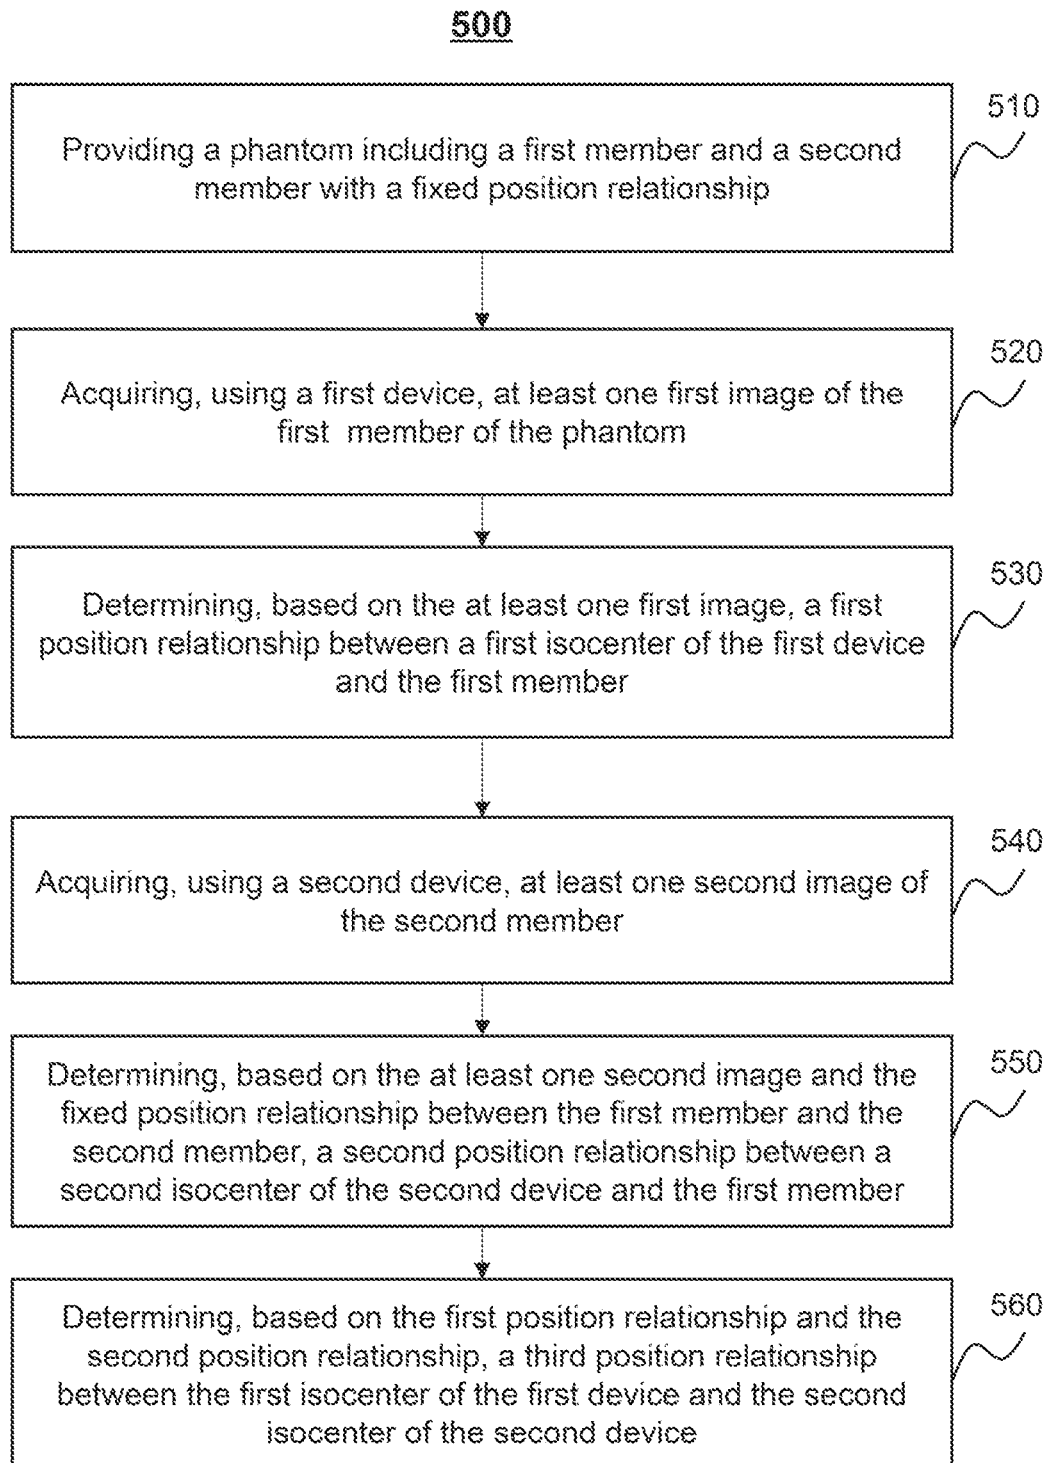 500
510
Providing a phantom including a first member and a second
member with a fixed position relationship
520
Acquiring, using a first device, at least one first image of the
first member of the phantom
530
Determining, based on the at least one first image, a first
position relationship between a first isocenter of the first device
and the first member
540
Acquiring, using a second device, at least one second image of
the second member
550
Determining, based on the at least one second image and the
fixed position relationship between the first member and the
second member, a second position relationship between a
second isocenter of the second device and the first member
560
Determining, based on the first position relationship and the
second position relationship, a third position relationship
between the first isocenter of the first device and the second
isocenter of the second device